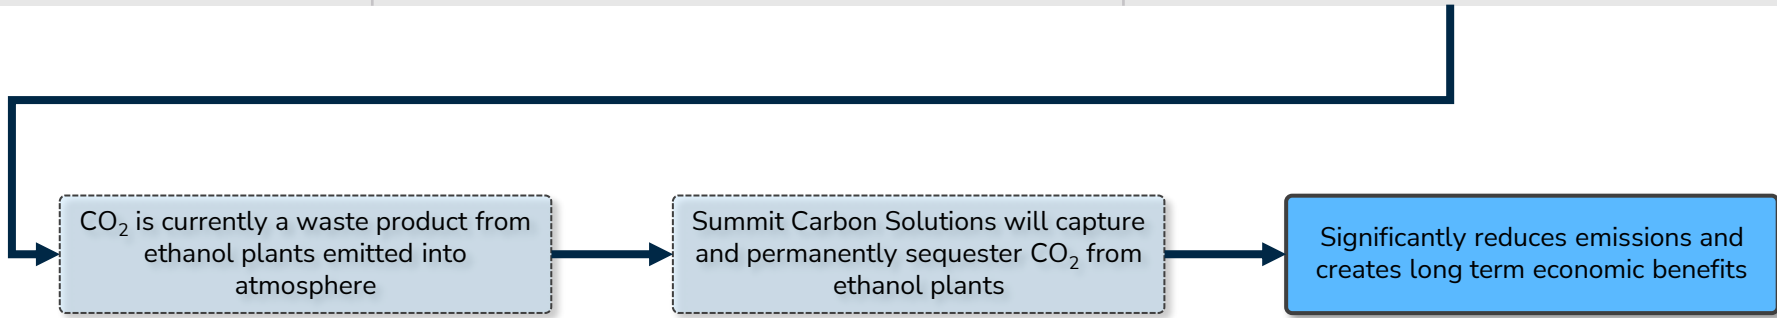 CO₂ is currently a waste product from
ethanol plants emitted into
atmosphere
Summit Carbon Solutions will capture
and permanently sequester CO₂ from
ethanol plants
Significantly reduces emissions and
creates long term economic benefits